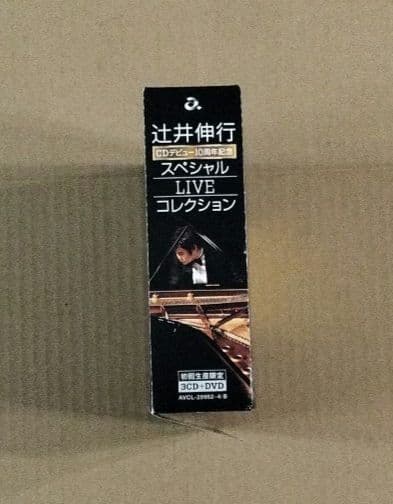 a.
辻井伸行
CDデビュー10周年記念
スペシャル
LIVE
コレクション
初回生産限定
3CD+DVD